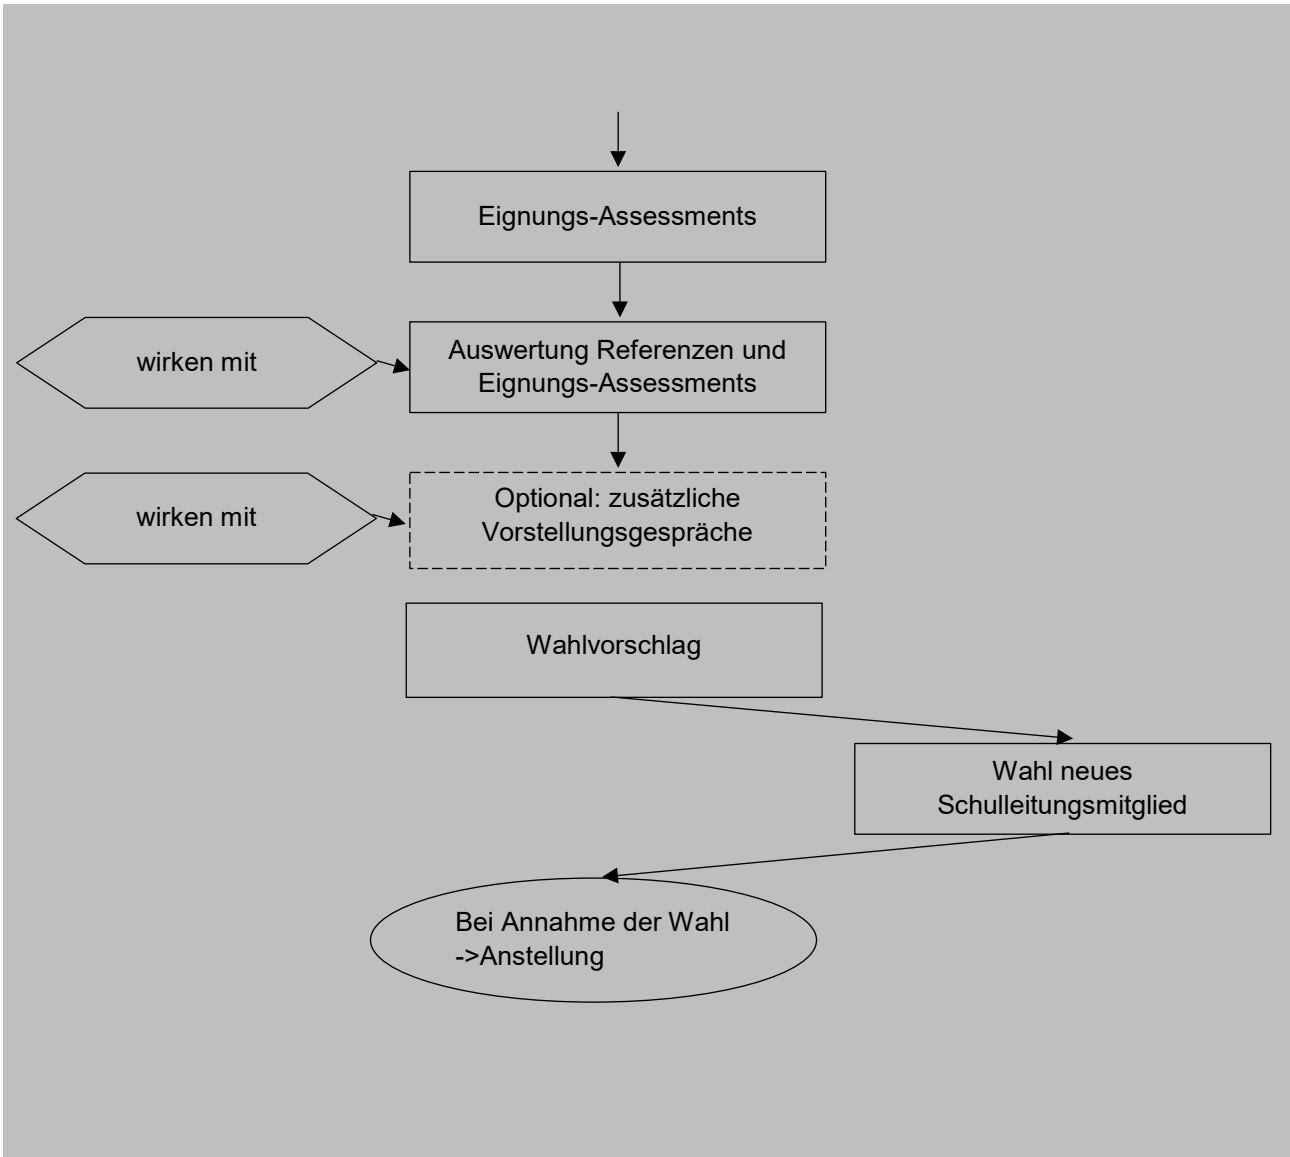 Eignungs-Assessments
wirken mit
Auswertung Referenzen und
Eignungs-Assessments
wirken mit
Optional: zusätzliche
Vorstellungsgespräche
Wahlvorschlag
Wahl neues
Schulleitungsmitglied
Bei Annahme der Wahl
->Anstellung